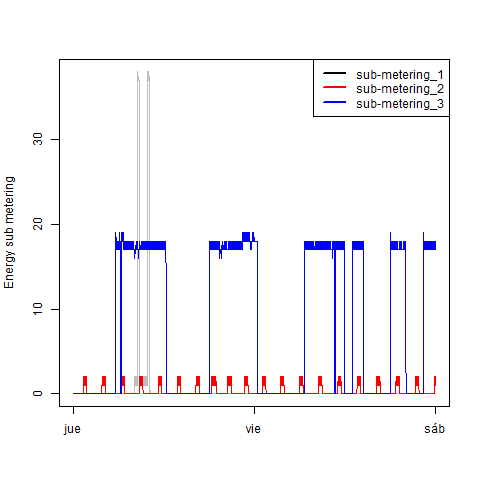 sub-metering_1
sub-metering_2
sub-metering_3
Energy sub metering
30
20
10
0
jue
vie
sáb